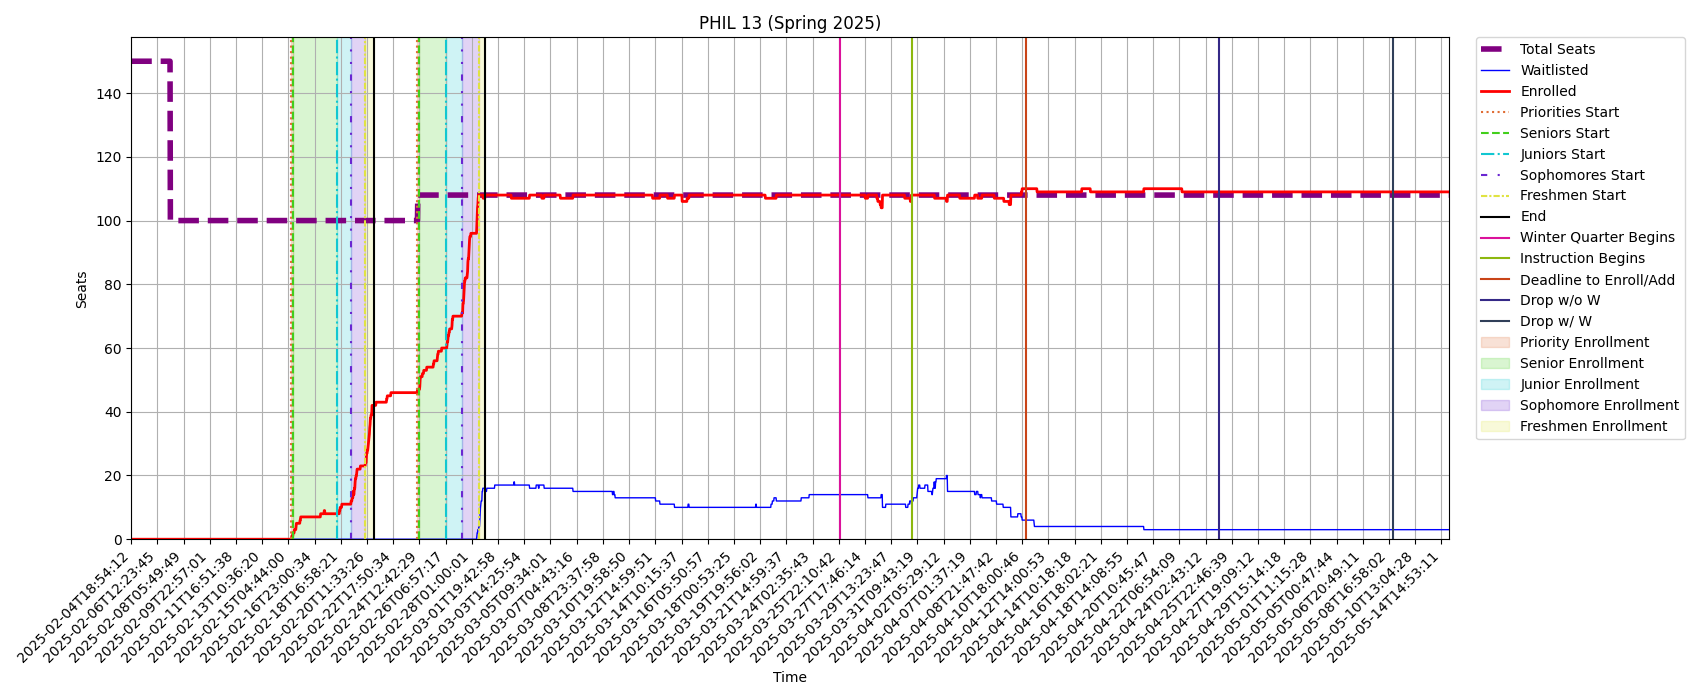 PHIL 13 (Spring 2025)
Seats
140
120
100
80
60
40
20
0
2025-02-04T18:54:12
2025-02-06T12:23:45
2025-02-08T05:49:49
2025-02-09T22:57:01
2025-02-11T16:51:38
2025-02-13T10:36:20
2025-02-15T04:44:00
2025-02-16T23:00:34
2025-02-18T16:58:21
2025-02-20T11:33:26
2025-02-22T17:50:34
2025-02-24T12:42:29
2025-02-26T06:57:17
2025-02-28T01:00:01
2025-03-01T19:42:58
2025-03-03T14:25:54
2025-03-05T09:34:01
2025-03-07T04:43:16
2025-03-08T23:37:58
2025-03-10T19:58:50
2025-03-12T14:59:51
2025-03-14T10:15:37
2025-03-16T05:50:57
2025-03-18T00:53:25
2025-03-19T19:56:02
2025-03-21T14:59:37
2025-03-24T02:35:43
2025-03-25T22:10:42
2025-03-27T17:46:14
2025-03-29T13:23:47
2025-03-31T09:43:19
2025-04-02T05:29:12
2025-04-07T01:37:19
2025-04-08T21:47:42
2025-04-10T18:00:46
2025-04-12T14:00:53
2025-04-14T10:18:18
2025-04-16T18:02:21
2025-04-18T14:08:55
2025-04-20T10:45:47
2025-04-22T06:54:09
2025-04-24T02:43:12
2025-04-25T22:46:39
2025-04-27T19:09:12
2025-04-29T15:14:18
2025-05-01T11:15:28
2025-05-05T00:47:44
2025-05-06T20:49:11
2025-05-08T16:58:02
2025-05-10T13:04:28
2025-05-14T14:53:11
Time
Total Seats
Waitlisted
Enrolled
Priorities Start
Seniors Start
Juniors Start
Sophomores Start
Freshmen Start
End
Winter Quarter Begins
Instruction Begins
Deadline to Enroll/Add
Drop w/o W
Drop w/ W
Priority Enrollment
Senior Enrollment
Junior Enrollment
Sophomore Enrollment
Freshmen Enrollment